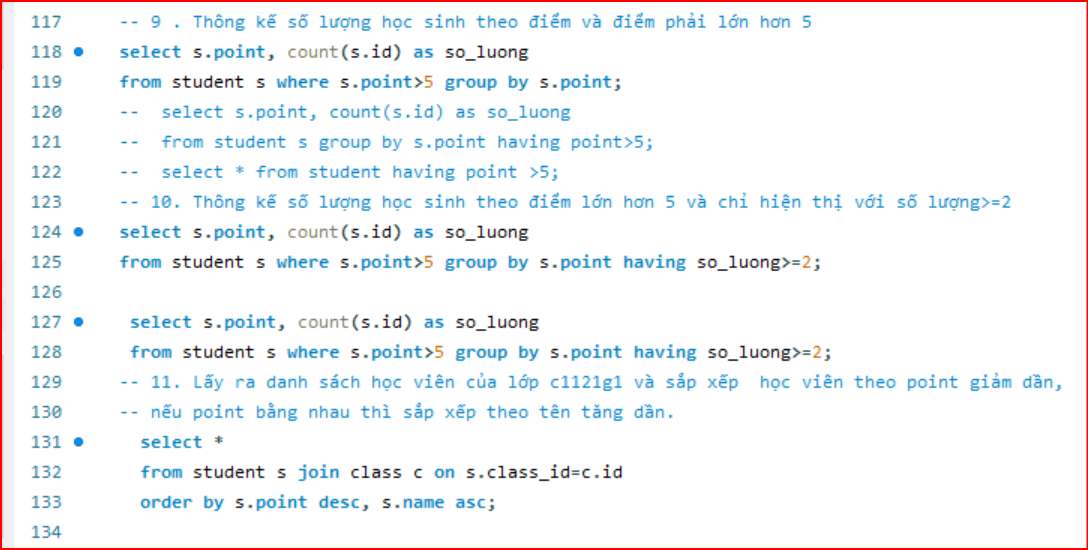 117 -- 9 . Thông kế số lượng học sinh theo điểm và điểm phải lớn hơn 5
118 select s.point, count(s.id) as so_luong
119 from student s where s.point>5 group by s.point;
120 --  select s.point, count(s.id) as so_luong
121 --  from student s group by s.point having point>5;
122 --  select * from student having point >5;
123 -- 10. Thông kế số lượng học sinh theo điểm lớn hơn 5 và chỉ hiện thị với số lượng>=2
124 select s.point, count(s.id) as so_luong
125 from student s where s.point>5 group by s.point having so_luong>=2;
126
127 select s.point, count(s.id) as so_luong
128 from student s where s.point>5 group by s.point having so_luong>=2;
129 -- 11. Lấy ra danh sách học viên của lớp c1121g1 và sắp xếp  học viên theo point giảm dần,
130 -- nếu point bằng nhau thì sắp xếp theo tên tăng dần.
131 select *
132 from student s join class c on s.class_id=c.id
133 order by s.point desc, s.name asc;
134